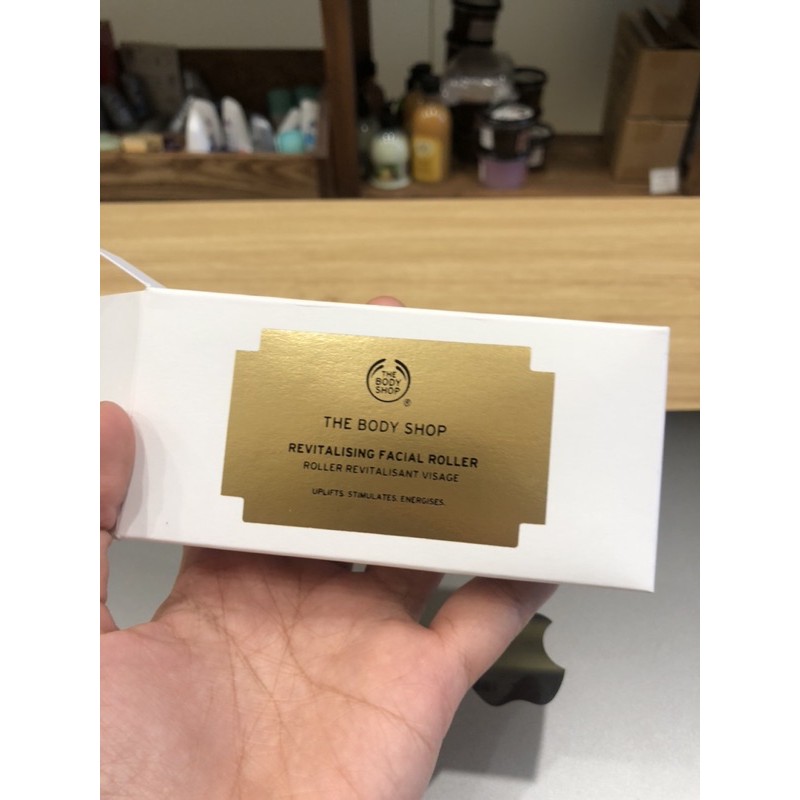 THE
BODY
SHOP
®
THE BODY SHOP
REVITALISING FACIAL ROLLER
ROLLER REVITALISANT VISAGE
UPLIFTS. STIMULATES. ENERGISES.